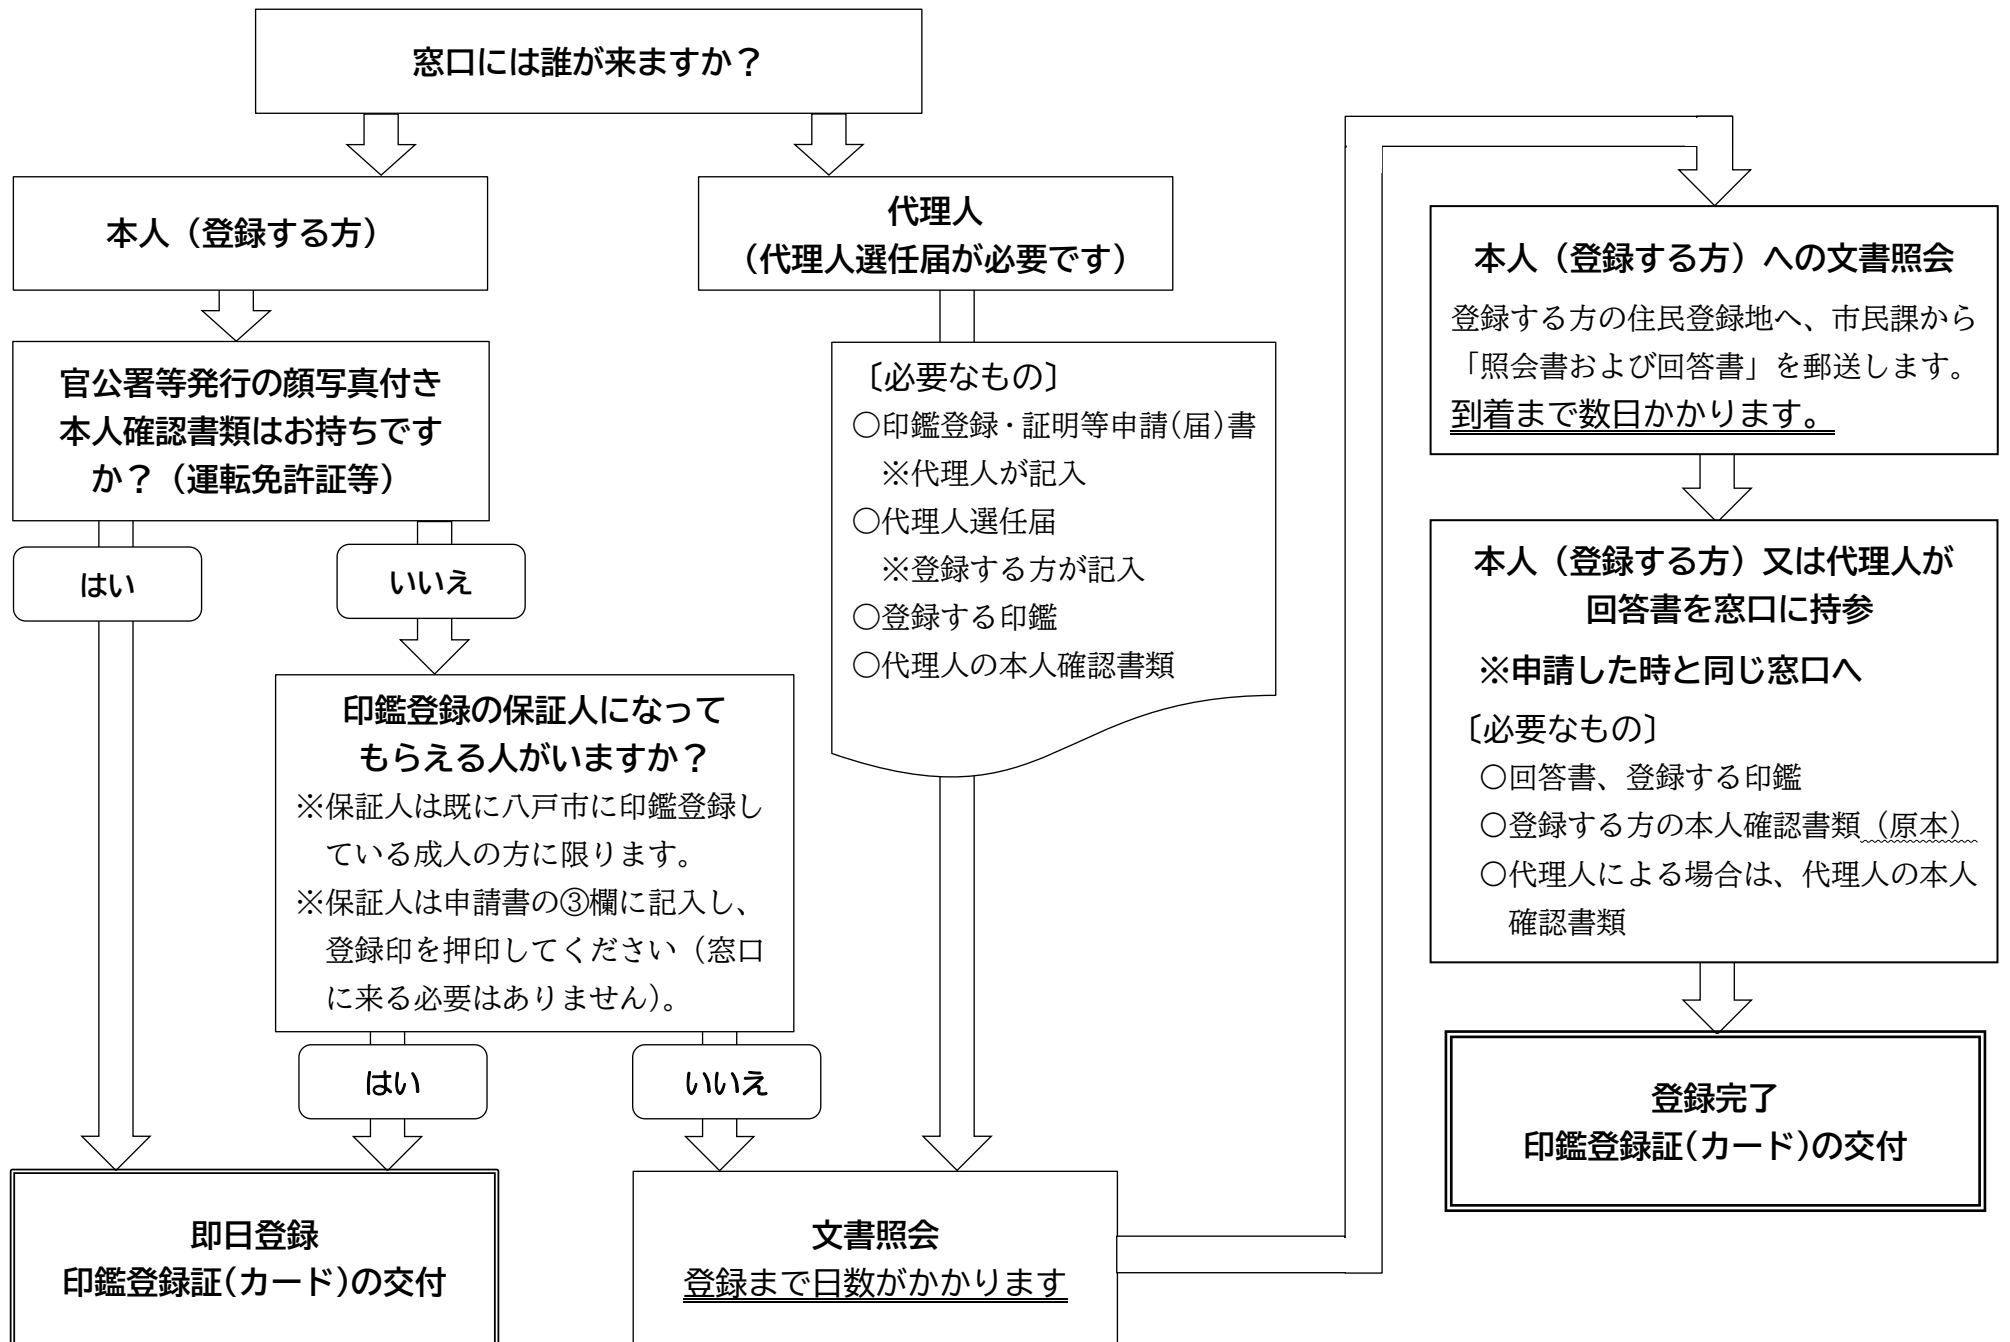 窓口には誰が来ますか？
本人（登録する方）
代理人
（代理人選任届が必要です）
官公署等発行の顔写真付き
本人確認書類はお持ちです
か？（運転免許証等）
はい
いいえ
印鑑登録の保証人になって
もらえる人がいますか？
※保証人は既に八戸市に印鑑登録し
ている成人の方に限ります。
※保証人は申請書の③欄に記入し、
登録印を押印してください（窓口
に来る必要はありません）。
はい
いいえ
〔必要なもの〕
○印鑑登録・証明等申請(届)書
※代理人が記入
○代理人選任届
※登録する方が記入
○登録する印鑑
○代理人の本人確認書類
即日登録
印鑑登録証(カード)の交付
文書照会
登録まで日数がかかります
本人（登録する方）への文書照会
登録する方の住民登録地へ、市民課から
「照会書および回答書」を郵送します。
到着まで数日かかります。
本人（登録する方）又は代理人が
回答書を窓口に持参
※申請した時と同じ窓口へ
〔必要なもの〕
○回答書、登録する印鑑
○登録する方の本人確認書類（原本）
○代理人による場合は、代理人の本人
確認書類
登録完了
印鑑登録証(カード)の交付